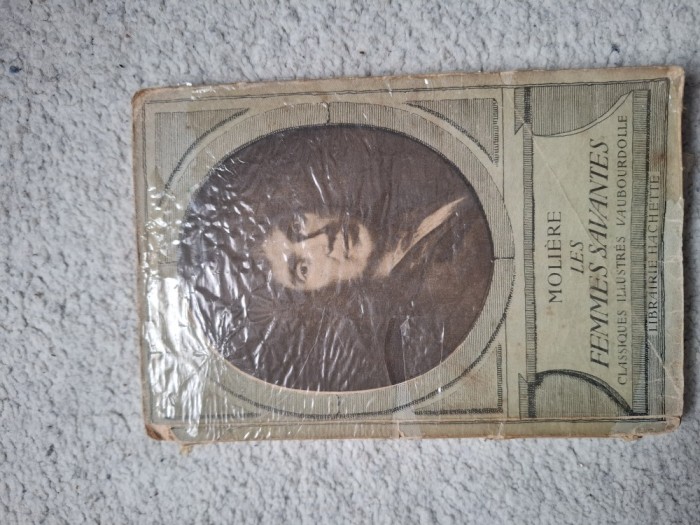 MOLIÈRE
LES
FEMMES SAVANTES
CLASSIQUES ILLUSTRÉS VAUBOURDOLLE
LIBRAIRIE HACHETTE